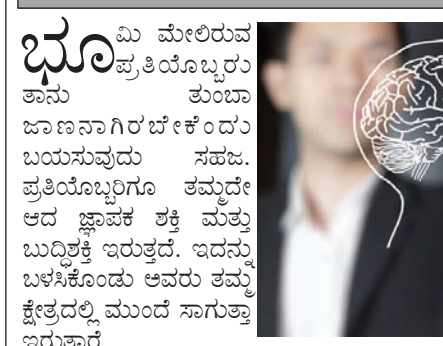 ಭೂಮಿ ಮೇಲಿರುವ
ಪ್ರತಿಯೊಬ್ಬರು
ತಾನು ತುಂಬಾ
ಜಾಣನಾಗಿರಬೇಕೆಂದು
ಬಯಸುವುದು ಸಹಜ.
ಪ್ರತಿಯೊಬ್ಬರಿಗೂ ತಮ್ಮದೇ
ಆದ ಜ್ಞಾಪಕ ಶಕ್ತಿ ಮತ್ತು
ಬುದ್ಧಿಶಕ್ತಿ ಇರುತ್ತದೆ. ಇದನ್ನು
ಬಳಸಿಕೊಂಡು ಅವರು ತಮ್ಮ
ಕ್ಷೇತ್ರದಲ್ಲಿ ಮುಂದೆ ಸಾಗುತ್ತಾ
ಇರುತ್ತಾರೆ